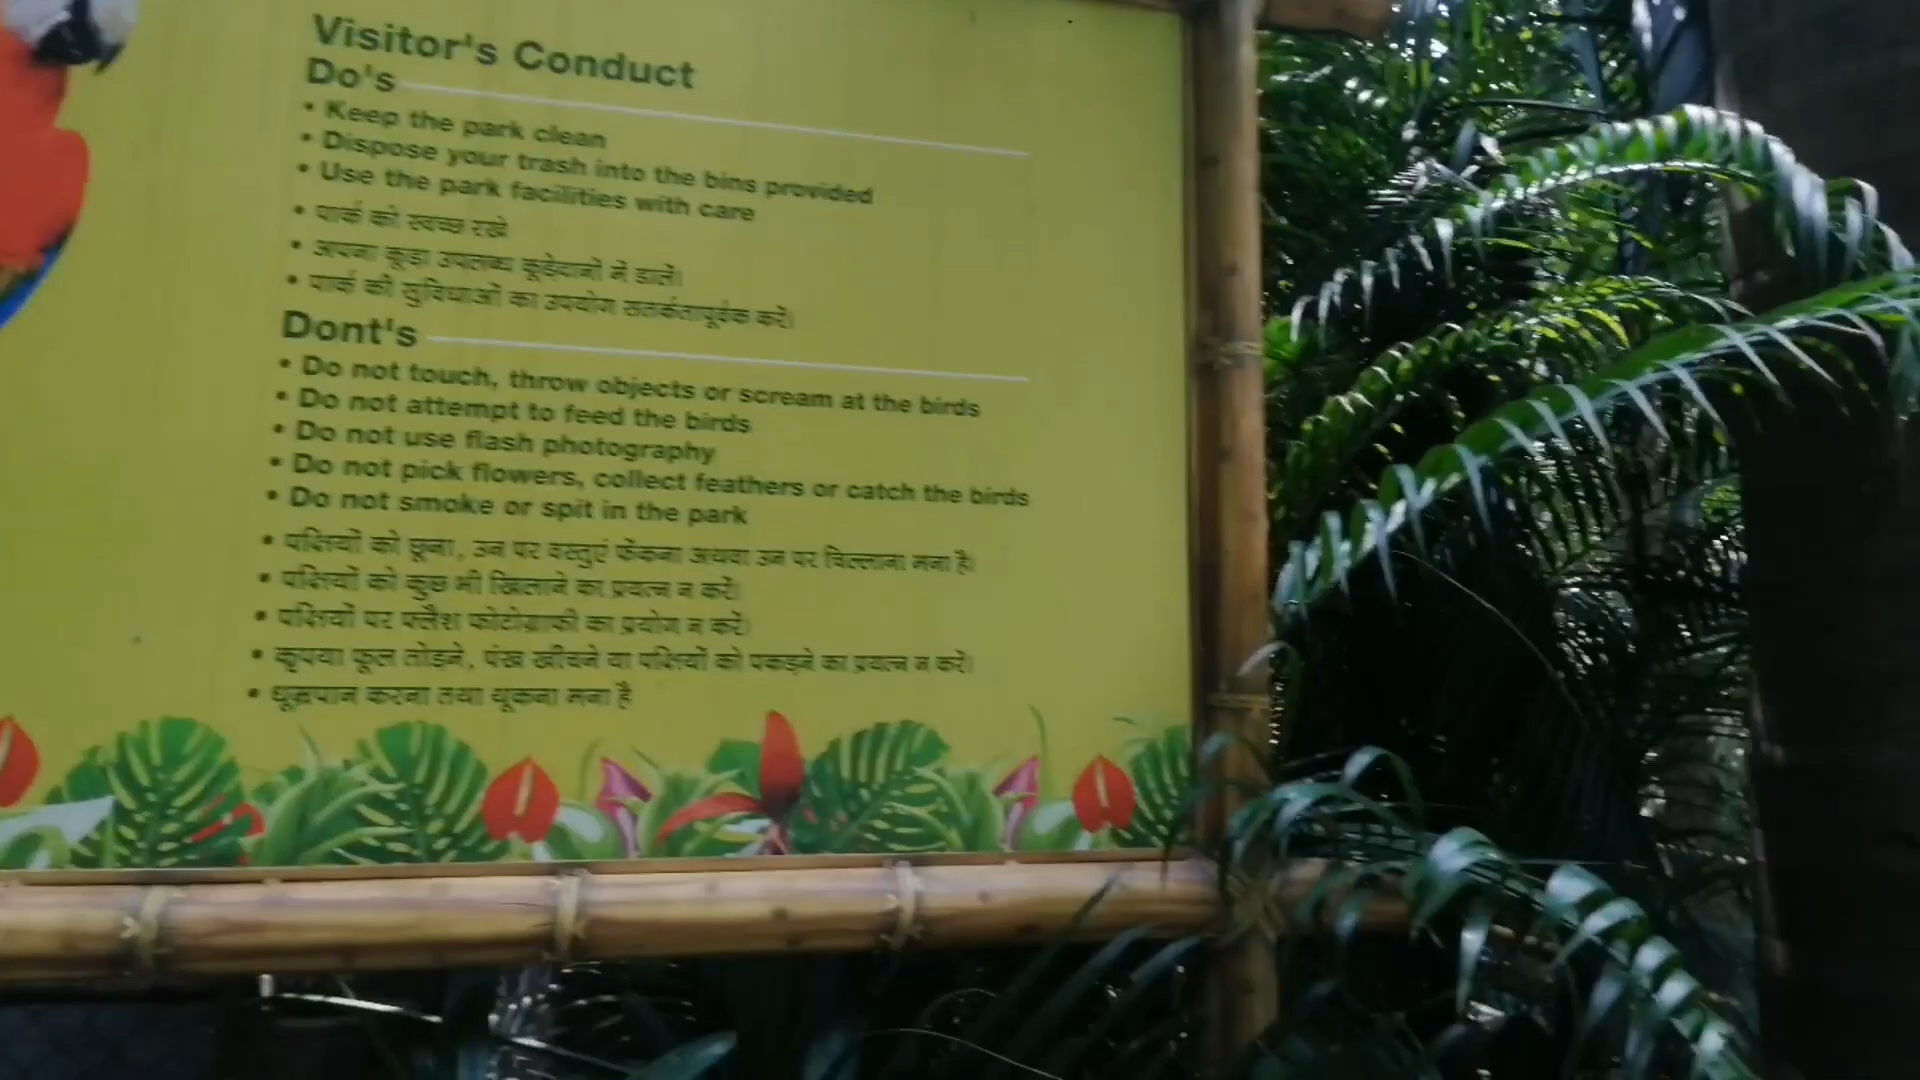 Visitor's Conduct
Do's
• Keep the park clean
• Dispose your trash into the bins provided
• Use the park facilities with care
• पार्क को स्वच्छ रखे
• अपना कूड़ा उपलब्ध कूड़ेदानों में डालें।
• पार्क की सुविधाओं का उपयोग सतर्कतापूर्वक करें।
Dont's
• Do not touch, throw objects or scream at the birds
• Do not attempt to feed the birds
• Do not use flash photography
• Do not pick flowers, collect feathers or catch the birds
• Do not smoke or spit in the park
• पक्षियों को छूना, उन पर वस्तुएं फेंकना अथवा उन पर चिल्लाना मना है।
• पक्षियों को कुछ भी खिलाने का प्रयत्न न करें।
• पक्षियों पर फ्लैश फोटोग्राफी का प्रयोग न करें।
• कृपया फूल तोड़ने, पंख खींचने या पक्षियों को पकड़ने का प्रयत्न न करें।
• धूम्रपान करना तथा थूकना मना है